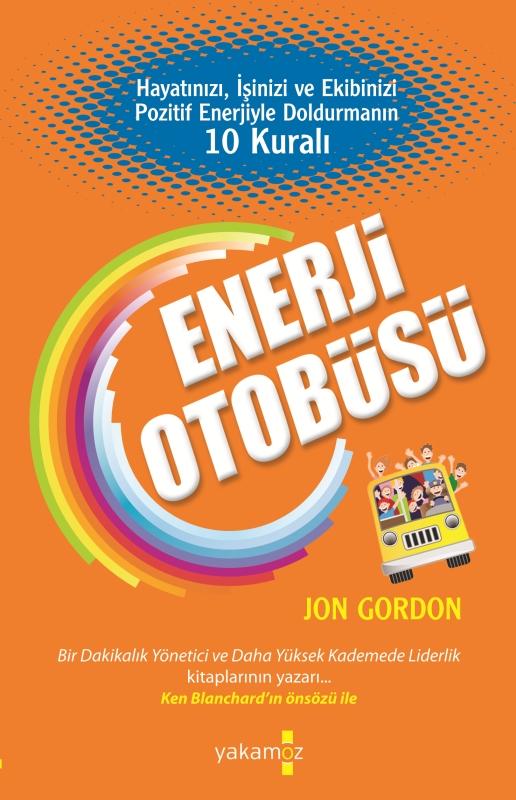 Hayatınızı, İşinizi ve Ekibinizi
Pozitif Enerjiyle Doldurmanın
10 Kuralı
ENERJi
OTOBÜSÜ
JON GORDON
Bir Dakikalık Yönetici ve Daha Yüksek Kademede Liderlik
kitaplarının yazarı...
Ken Blanchard'ın önsözü ile
yakamoz